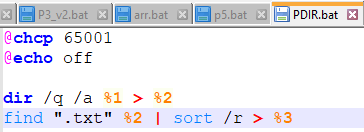 P3_v2.bat arr.bat p5.bat PDIR.bat
@chcp 65001
@echo off
dir /q /a %1 > %2
find ".txt" %2 | sort /r > %3